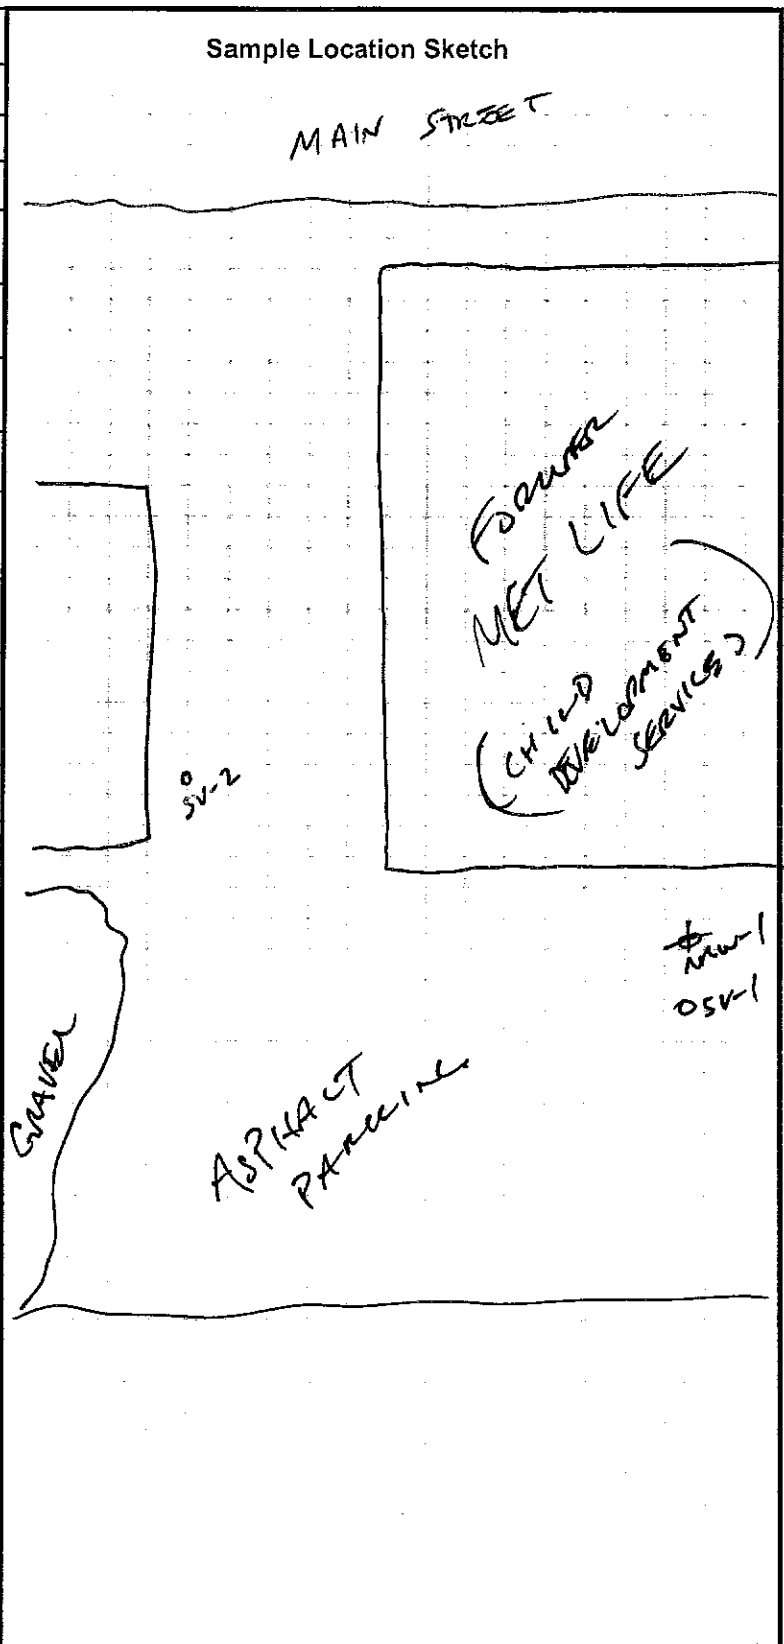 Sample Location Sketch
MAIN STREET
FORMER
MET LIFE
(CHILD
DEVELOPMENT
SERVICES)
SV-2
MW-1
SV-1
GRAVEL
ASPHALT
PARKING